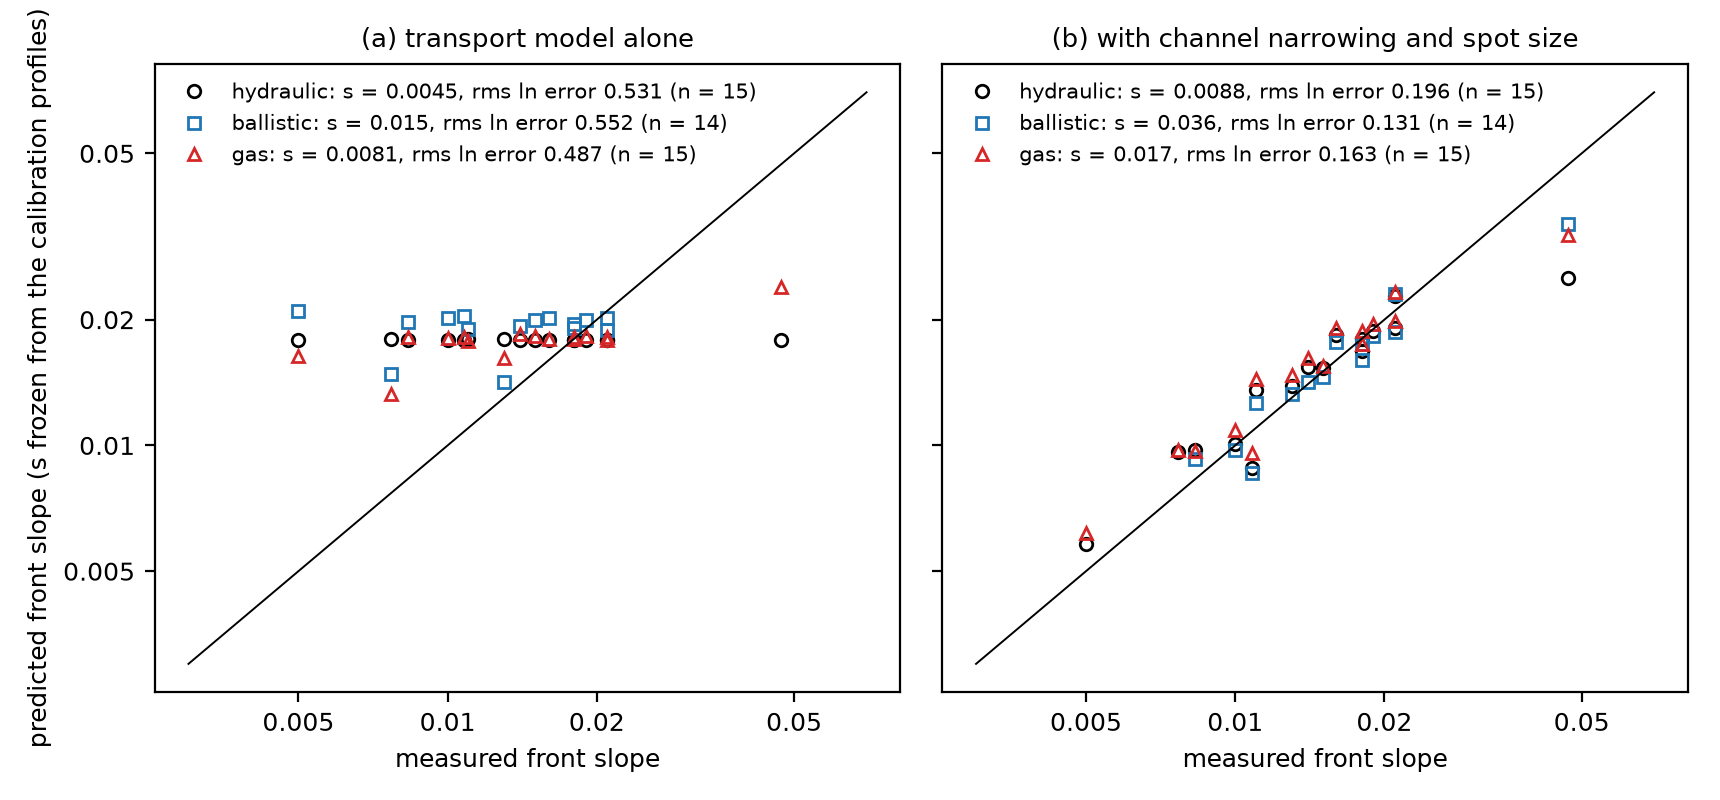 (a) transport model alone
hydraulic: s = 0.0045, rms ln error 0.531 (n = 15)
ballistic: s = 0.015, rms ln error 0.552 (n = 14)
gas: s = 0.0081, rms ln error 0.487 (n = 15)
predicted front slope (s frozen from the calibration profiles)
0.05
0.02
0.01
0.005
0.005
0.01
0.02
0.05
measured front slope
(b) with channel narrowing and spot size
hydraulic: s = 0.0088, rms ln error 0.196 (n = 15)
ballistic: s = 0.036, rms ln error 0.131 (n = 14)
gas: s = 0.017, rms ln error 0.163 (n = 15)
0.005
0.01
0.02
0.05
measured front slope